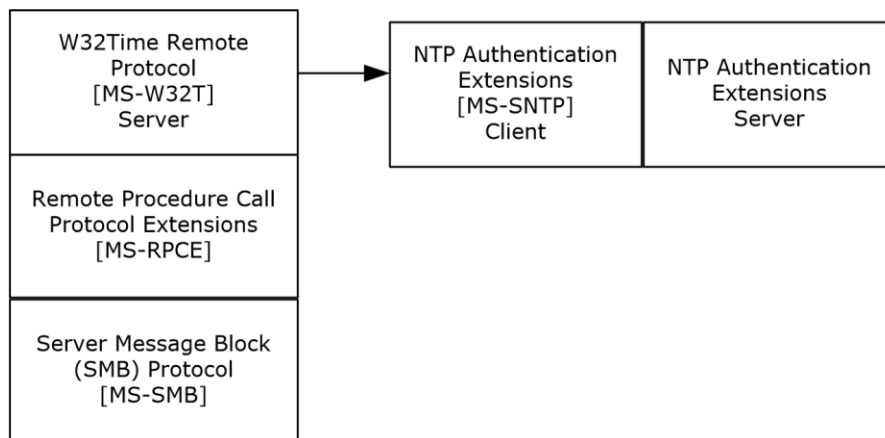 W32Time Remote
Protocol
[MS-W32T]
Server
NTP Authentication
Extensions
[MS-SNTP]
Client
NTP Authentication
Extensions
Server
Remote Procedure Call
Protocol Extensions
[MS-RPCE]
Server Message Block
(SMB) Protocol
[MS-SMB]